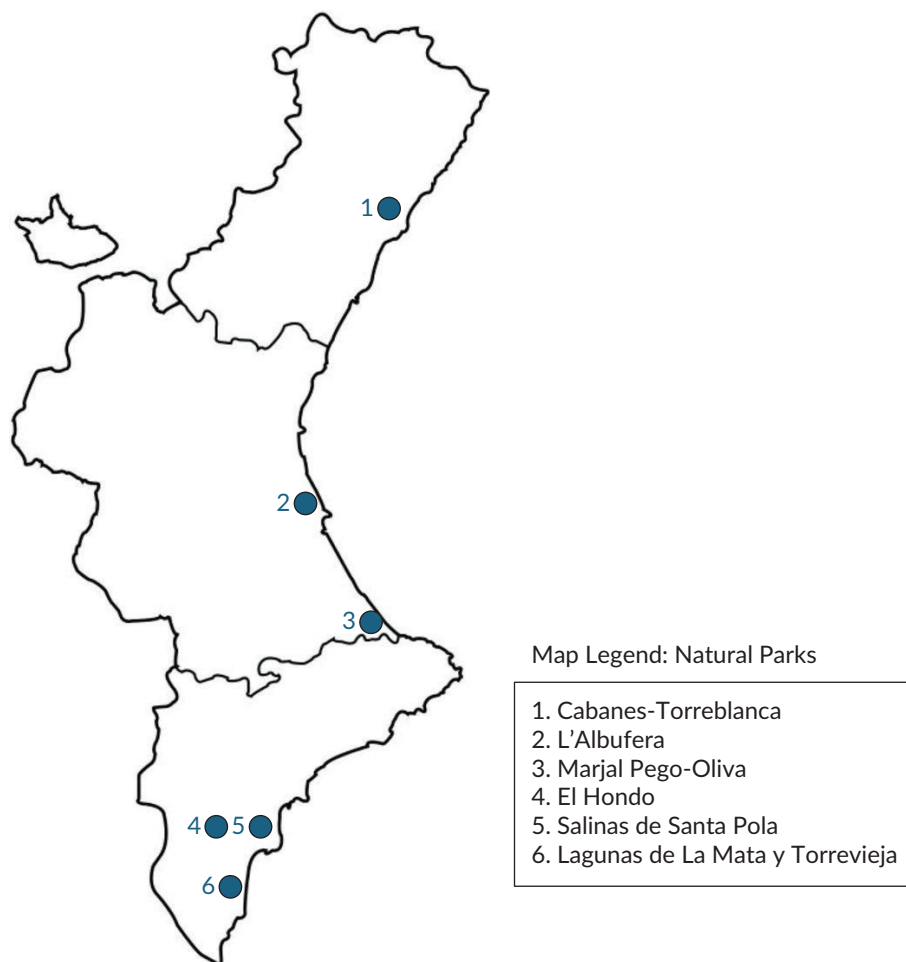 1
2
3
Map Legend: Natural Parks
1. Cabanes-Torreblanca
2. L’Albufera
3. Marjal Pego-Oliva
4. El Hondo
5. Salinas de Santa Pola
6. Lagunas de La Mata y Torrevieja
4 5
6